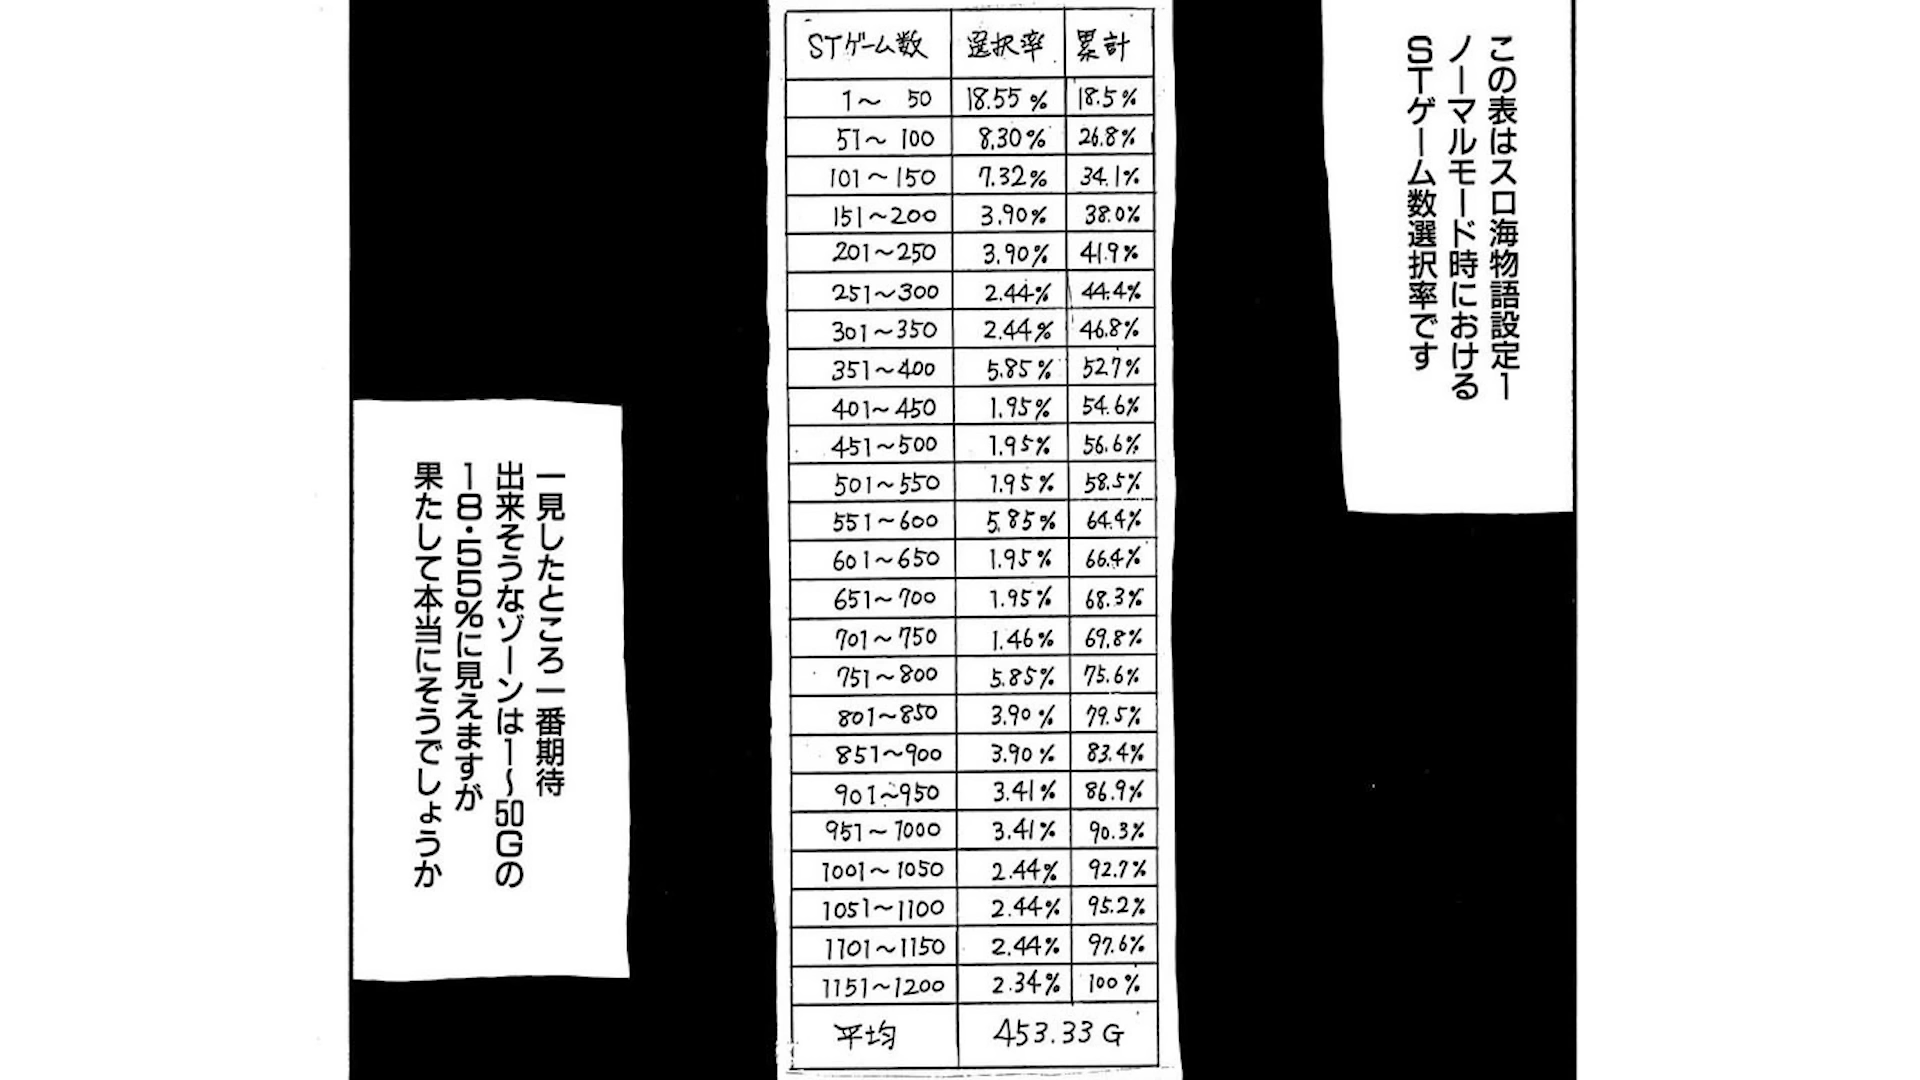 この表はスロ海物語設定1
ノーマルモード時における
STゲーム数選択率です
STゲーム数 選択率 累計
1～ 50 18.55% 18.5%
51～ 100 8.30% 26.8%
101～150 7.32% 34.1%
151～200 3.90% 38.0%
201～250 3.90% 41.9%
251～300 2.44% 44.4%
301～350 2.44% 46.8%
351～400 5.85% 52.7%
401～450 1.95% 54.6%
451～500 1.95% 56.6%
501～550 1.95% 58.5%
551～600 5.85% 64.4%
601～650 1.95% 66.4%
651～700 1.95% 68.3%
701～750 1.46% 69.8%
751～800 5.85% 75.6%
801～850 3.90% 79.5%
851～900 3.90% 83.4%
901～950 3.41% 86.9%
951～1000 3.41% 90.3%
1001～1050 2.44% 92.7%
1051～1100 2.44% 95.2%
1101～1150 2.44% 97.6%
1151～1200 2.34% 100%
平均 453.33G
一見したところ一番期待
出来そうなゾーンは1～50Gの
18・55%に見えますが
果たして本当にそうでしょうか